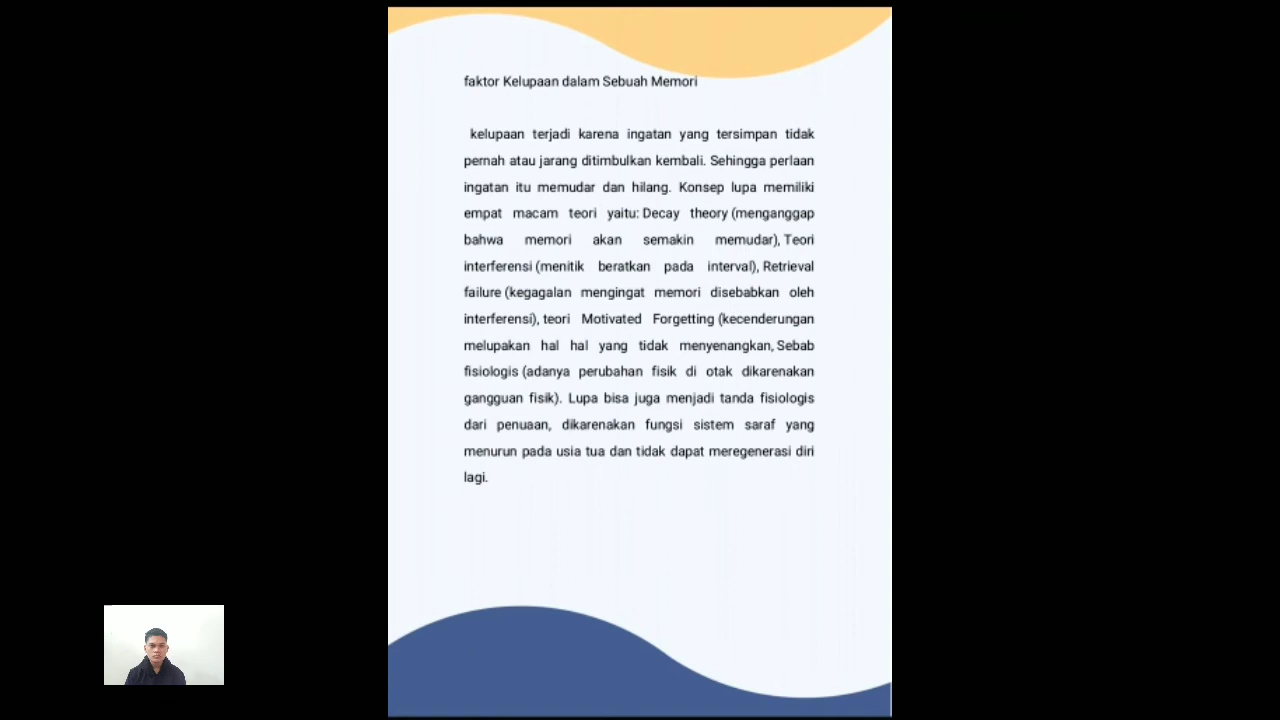 faktor Kelupaan dalam Sebuah Memori
kelupaan terjadi karena ingatan yang tersimpan tidak
pernah atau jarang ditimbulkan kembali. Sehingga perlaan
ingatan itu memudar dan hilang. Konsep lupa memiliki
empat macam teori yaitu: Decay theory (menganggap
bahwa memori akan semakin memudar), Teori
interferensi (menitik beratkan pada interval), Retrieval
failure (kegagalan mengingat memori disebabkan oleh
interferensi), teori Motivated Forgetting (kecenderungan
melupakan hal hal yang tidak menyenangkan, Sebab
fisiologis (adanya perubahan fisik di otak dikarenakan
gangguan fisik). Lupa bisa juga menjadi tanda fisiologis
dari penuaan, dikarenakan fungsi sistem saraf yang
menurun pada usia tua dan tidak dapat meregenerasi diri
lagi.